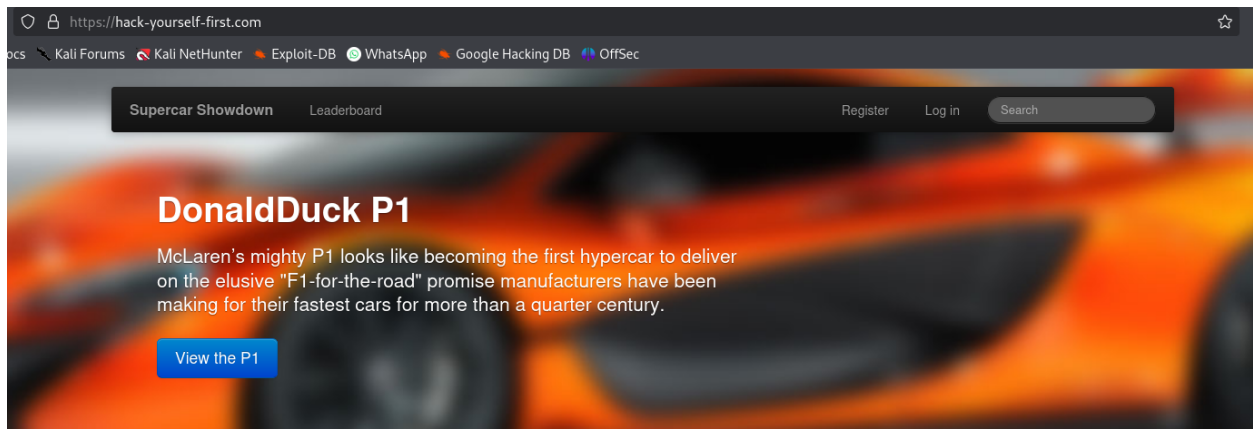 https://hack-yourself-first.com
ocs Kali Forums Kali NetHunter Exploit-DB WhatsApp Google Hacking DB OffSec
Supercar Showdown Leaderboard Register Log in Search
DonaldDuck P1
McLaren's mighty P1 looks like becoming the first hypercar to deliver
on the elusive "F1-for-the-road" promise manufacturers have been
making for their fastest cars for more than a quarter century.
View the P1